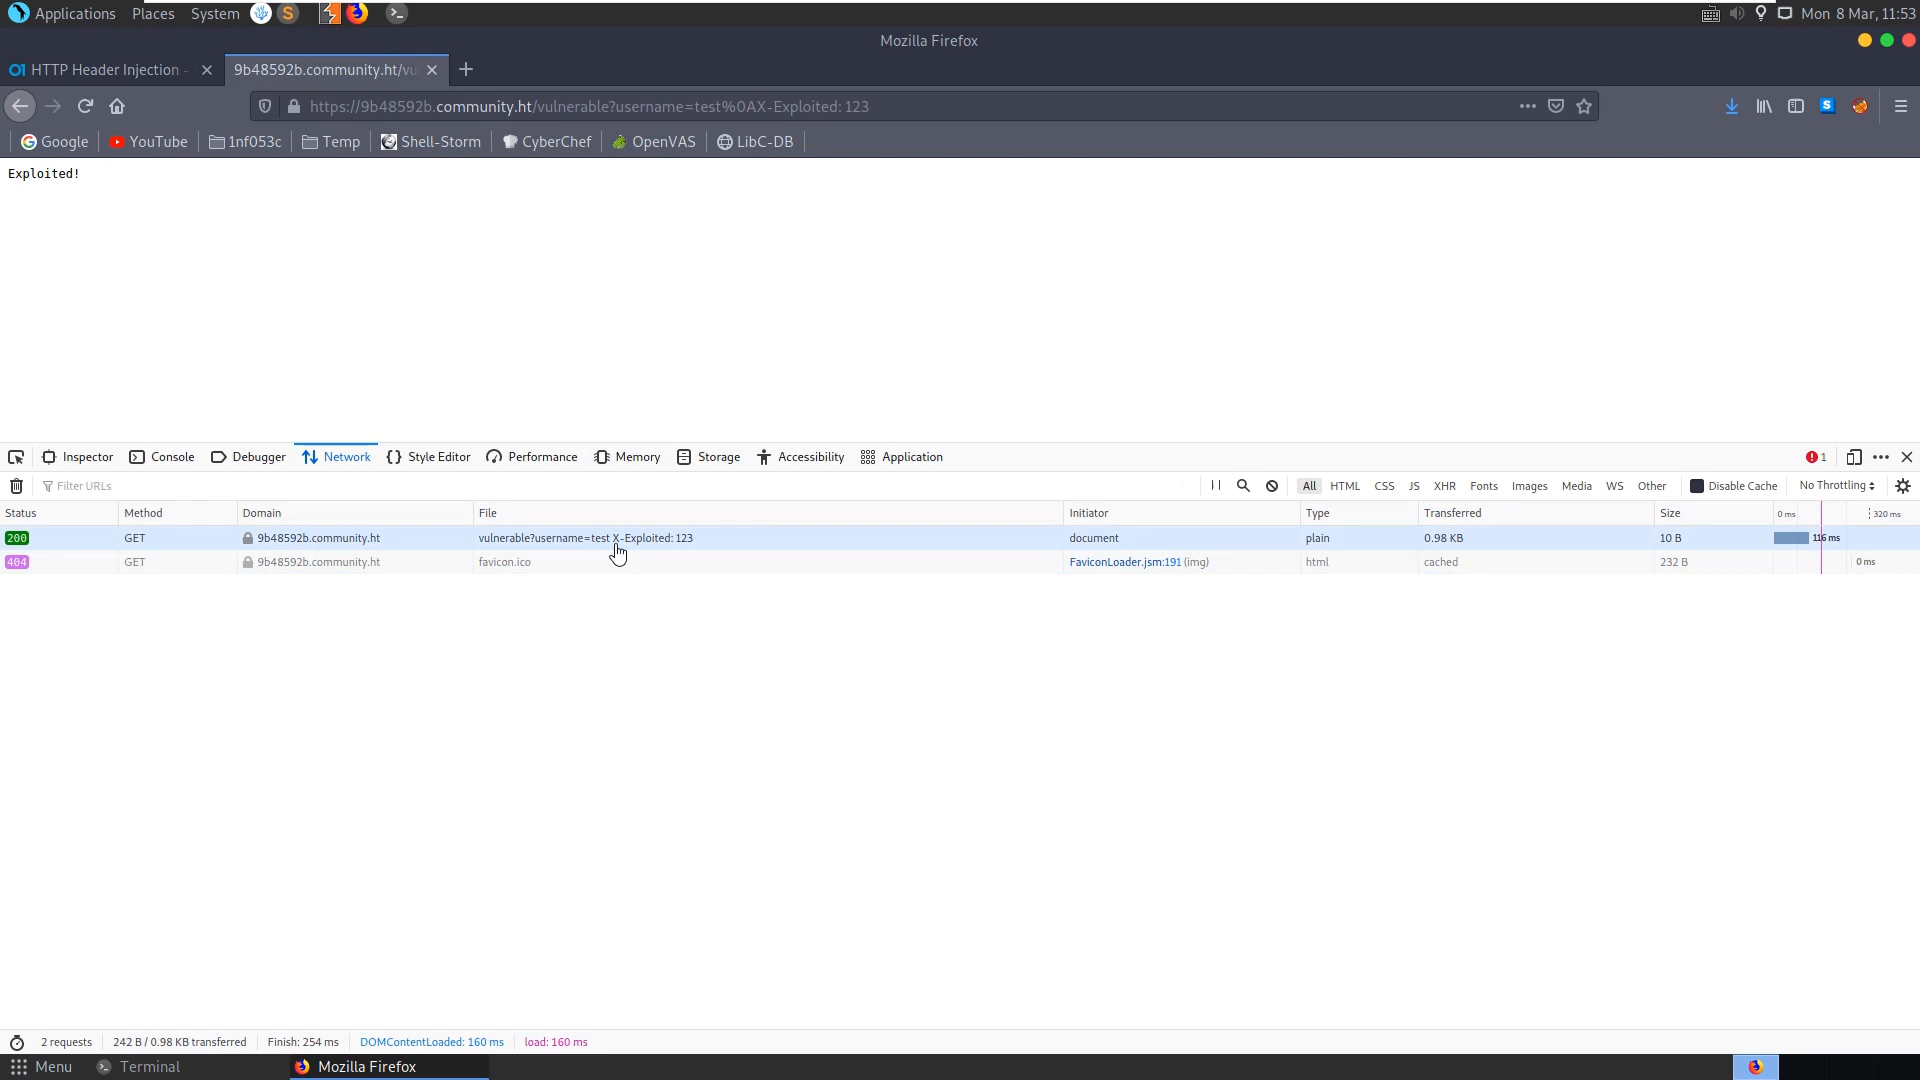 Applications Places System Mon 8 Mar, 11:53
Mozilla Firefox
HTTP Header Injection - 9b48592b.community.ht/vu
https://9b48592b.community.ht/vulnerable?username=test%0AX-Exploited: 123
Google YouTube 1nf053c Temp Shell-Storm CyberChef OpenVAS LibC-DB
Exploited!
Inspector Console Debugger Network Style Editor Performance Memory Storage Accessibility Application 1
Filter URLs All HTML CSS JS XHR Fonts Images Media WS Other Disable Cache No Throttling
Status Method Domain File Initiator Type Transferred Size 0 ms 320 ms
200 GET 9b48592b.community.ht vulnerable?username=test X-Exploited: 123 document plain 0.98 KB 10 B 116 ms
404 GET 9b48592b.community.ht favicon.ico FaviconLoader.jsm:191 (img) html cached 232 B 0 ms
2 requests 242 B / 0.98 KB transferred Finish: 254 ms DOMContentLoaded: 160 ms load: 160 ms
Menu Terminal Mozilla Firefox